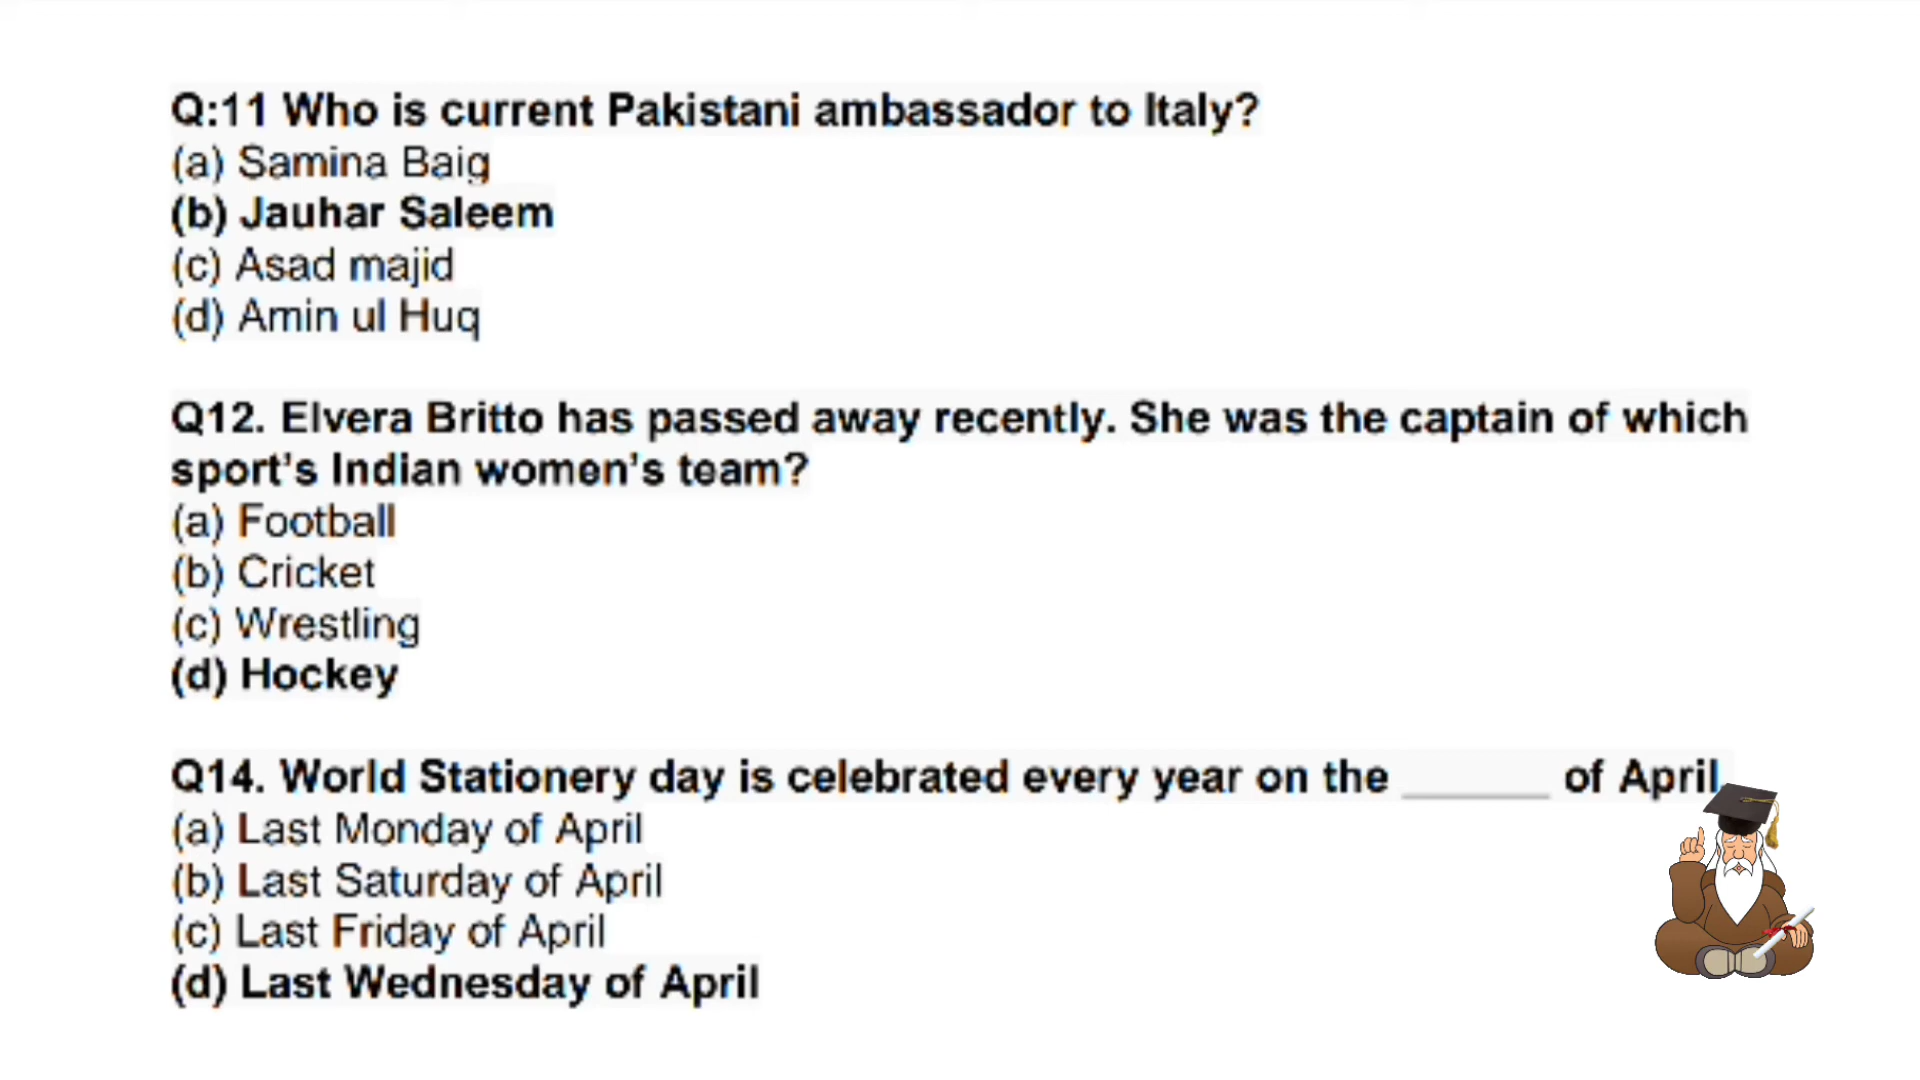 Q:11 Who is current Pakistani ambassador to Italy?
(a) Samina Baig
(b) Jauhar Saleem
(c) Asad majid
(d) Amin ul Huq
Q12. Elvera Britto has passed away recently. She was the captain of which
sport's Indian women's team?
(a) Football
(b) Cricket
(c) Wrestling
(d) Hockey
Q14. World Stationery day is celebrated every year on the ______ of April.
(a) Last Monday of April
(b) Last Saturday of April
(c) Last Friday of April
(d) Last Wednesday of April